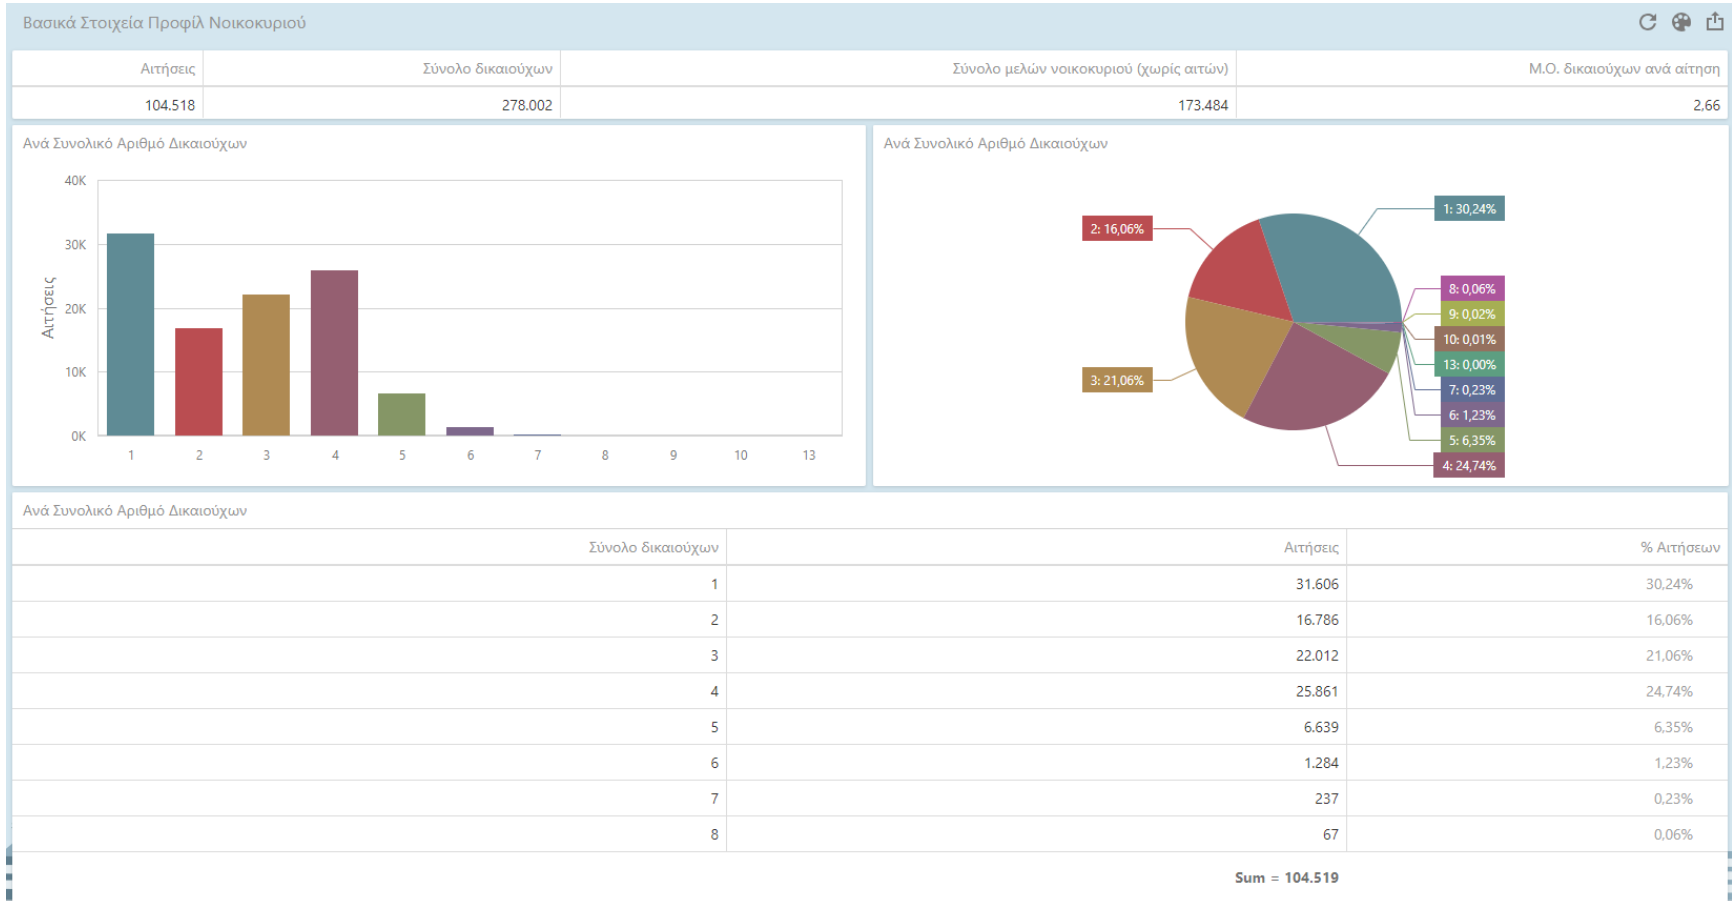 Βασικά Στοιχεία Προφίλ Νοικοκυριού
Αιτήσεις Σύνολο δικαιούχων Σύνολο μελών νοικοκυριού (χωρίς αιτών) Μ.Ο. δικαιούχων ανά αίτηση
104.518 278.002 173.484 2,66
Ανά Συνολικό Αριθμό Δικαιούχων
40K
30K
20K
10K
0K
Αιτήσεις
1 2 3 4 5 6 7 8 9 10 13
Ανά Συνολικό Αριθμό Δικαιούχων
1: 30,24%
2: 16,06%
8: 0,06%
9: 0,02%
10: 0,01%
13: 0,00%
3: 21,06%
7: 0,23%
6: 1,23%
5: 6,35%
4: 24,74%
Ανά Συνολικό Αριθμό Δικαιούχων
Σύνολο δικαιούχων Αιτήσεις % Αιτήσεων
1 31.606 30,24%
2 16.786 16,06%
3 22.012 21,06%
4 25.861 24,74%
5 6.639 6,35%
6 1.284 1,23%
7 237 0,23%
8 67 0,06%
Sum = 104.519